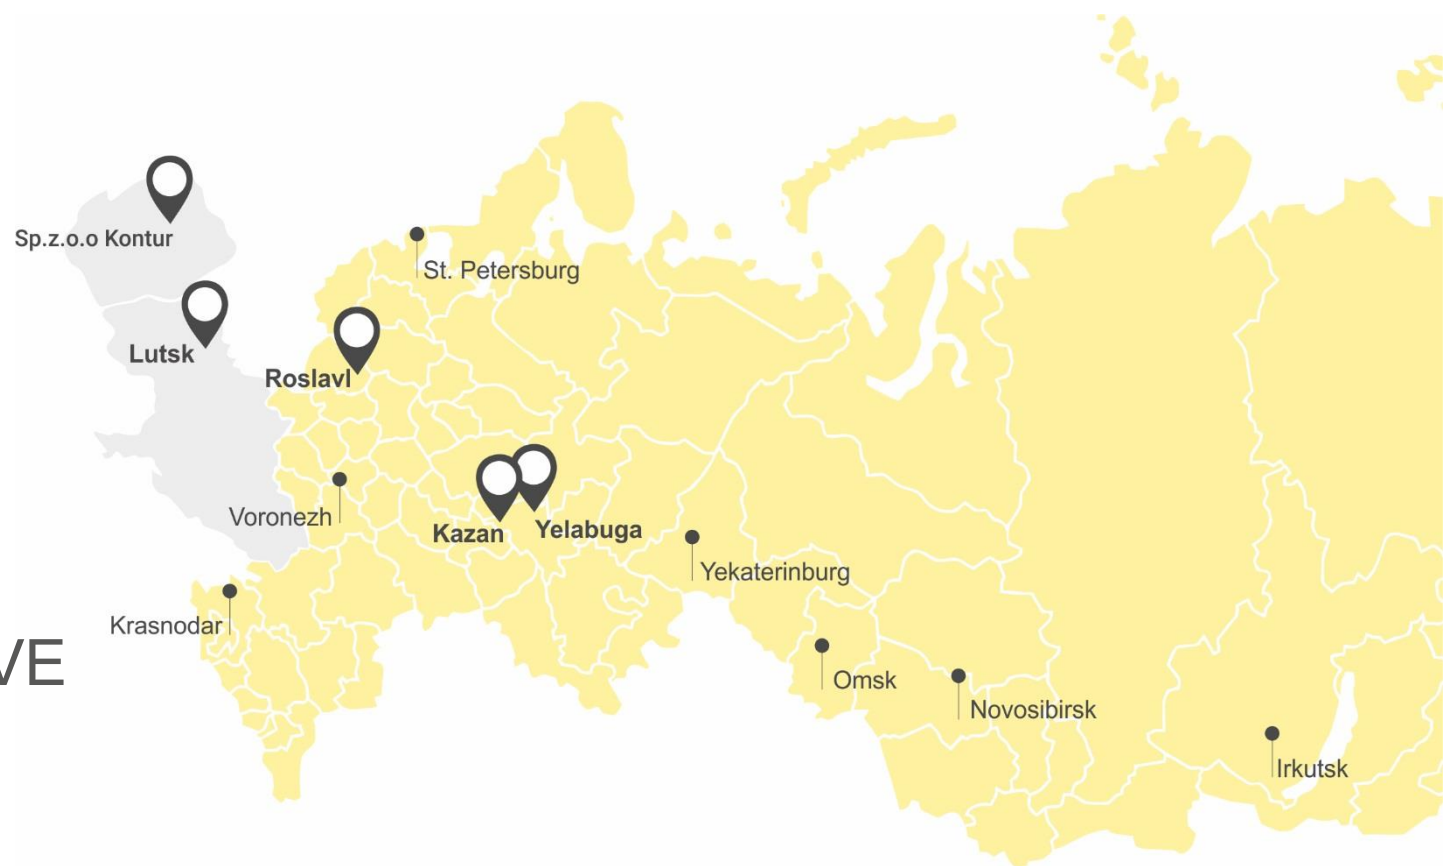 Sp.z.o.o Kontur
St. Petersburg
Lutsk
Roslavl
Voronezh
Kazan
Yelabuga
Yekaterinburg
Krasnodar
VE
Omsk
Novosibirsk
Irkutsk